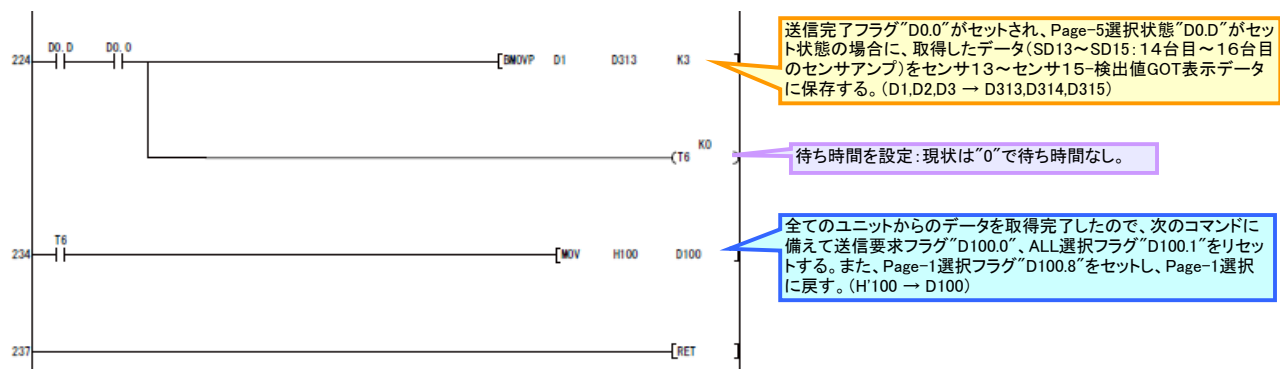 送信完了フラグ"D0.0"がセットされ、Page-5選択状態"D0.D"がセッ
ト状態の場合に、取得したデータ(SD13～SD15:14台目～16台目
のセンサアンプ)をセンサ13～センサ15-検出値GOT表示データ
に保存する。(D1,D2,D3 → D313,D314,D315)
D0.D D0.0
224 [BMOVP D1 D313 K3 ]
K0
(T6 )
待ち時間を設定:現状は"0"で待ち時間なし。
全てのユニットからのデータを取得完了したので、次のコマンドに
備えて送信要求フラグ"D100.0"、ALL選択フラグ"D100.1"をリセッ
トする。また、Page-1選択フラグ"D100.8"をセットし、Page-1選択
に戻す。(H'100 → D100)
T6
234 [MOV H100 D100 ]
237 [RET ]